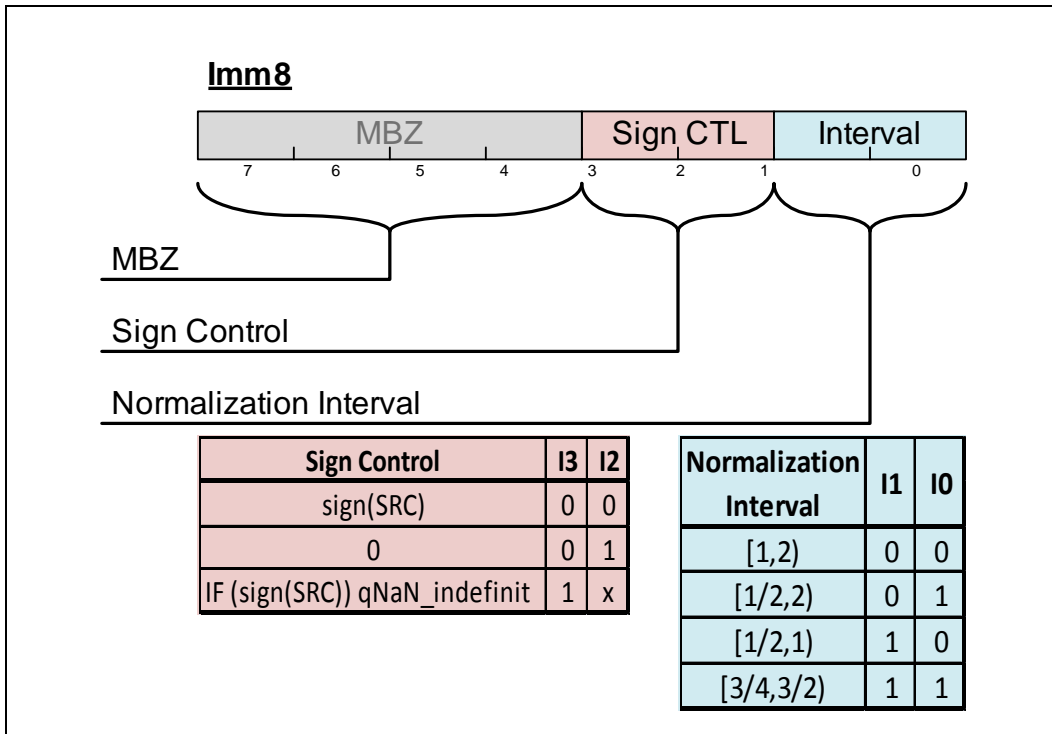 Imm8
MBZ Sign CTL Interval
7 6 5 4 3 2 1 0
MBZ
Sign Control
Normalization Interval
Sign Control I3 I2
sign(SRC) 0 0
0 0 1
IF (sign(SRC)) qNaN_indefinit 1 x
Normalization
Interval I1 I0
[1,2) 0 0
[1/2,2) 0 1
[1/2,1) 1 0
[3/4,3/2) 1 1